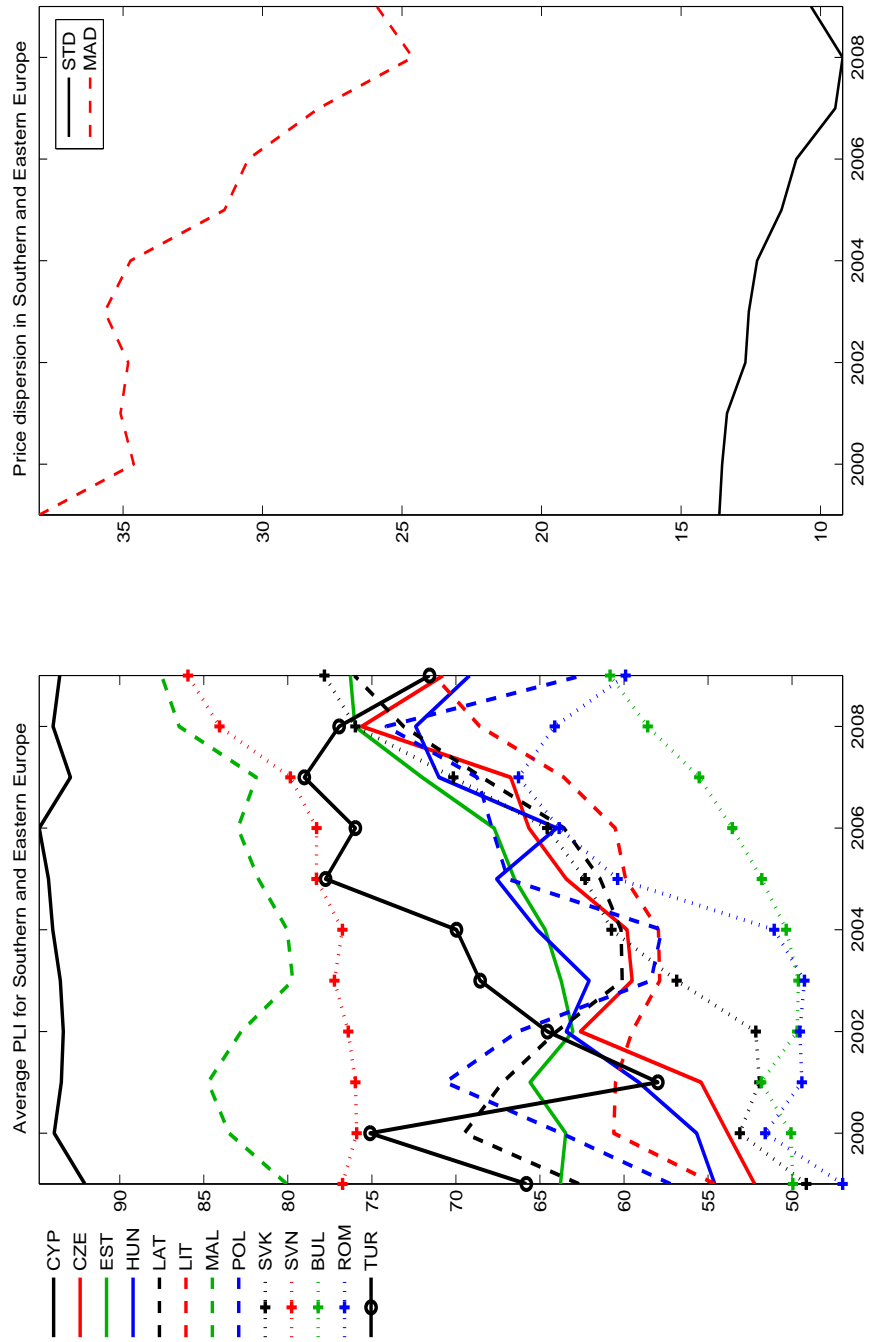 Average PLI for Southern and Eastern Europe
90
85
80
75
70
65
60
55
50
2000
2002
2004
2006
2008
CYP
CZE
EST
HUN
LAT
LIT
MAL
POL
SVK
SVN
BUL
ROM
TUR
Price dispersion in Southern and Eastern Europe
STD
MAD
35
30
25
20
15
10
2000
2002
2004
2006
2008